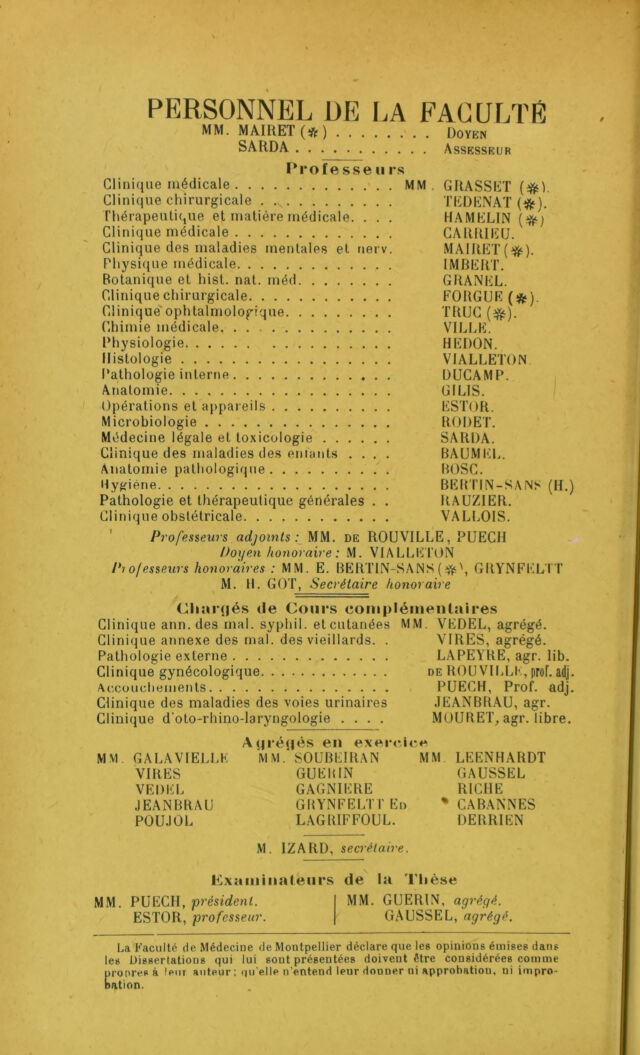 PERSONNEL DE LA FACULTÉ
MM. MAIRET (✻) . . . . . . . . DOYEN
SARDA . . . . . . . . . . . ASSESSEUR
Professeurs
Clinique médicale . . . . . . . . . . . . . MM. GRASSET (✻).
Clinique chirurgicale . . . . . . . . . . . TEDENAT (✻).
Thérapeutique et matière médicale. . . . HAMELIN (✻)
Clinique médicale . . . . . . . . . . . . . CARRIEU.
Clinique des maladies mentales et nerv. MAIRET (✻).
Physique médicale. . . . . . . . . . . . . IMBERT.
Botanique et hist. nat. méd. . . . . . . . GRANEL.
Clinique chirurgicale. . . . . . . . . . . . FORGUE (✻).
Clinique ophtalmologique. . . . . . . . . TRUC (✻).
Chimie médicale. . . . . . . . . . . . . . VILLE.
Physiologie. . . . . . . . . . . . . . . . . HEDON.
Histologie . . . . . . . . . . . . . . . . . . VIALLETON
Pathologie interne . . . . . . . . . . . . . DUCAMP.
Anatomie. . . . . . . . . . . . . . . . . . . GILIS.
Opérations et appareils . . . . . . . . . . ESTOR.
Microbiologie . . . . . . . . . . . . . . . . RODET.
Médecine légale et toxicologie . . . . . . SARDA.
Clinique des maladies des enfants . . . . BAUMEL.
Anatomie pathologique . . . . . . . . . . BOSC.
Hygiène. . . . . . . . . . . . . . . . . . . . BERTIN-SANS (H.)
Pathologie et thérapeutique générales . . RAUZIER.
Clinique obstétricale. . . . . . . . . . . . VALLOIS.
Professeurs adjoints : MM. DE ROUVILLE, PUECH
Doyen honoraire : M. VIALLETON
Professeurs honoraires : MM. E. BERTIN-SANS (✻), GRYNFELTT
M. H. GOT, Secrétaire honoraire
Chargés de Cours complémentaires
Clinique ann. des mal. syphil. et cutanées MM. VEDEL, agrégé.
Clinique annexe des mal. des vieillards. . VIRES, agrégé.
Pathologie externe . . . . . . . . . . . . . LAPEYRE, agr. lib.
Clinique gynécologique. . . . . . . . . . . DE ROUVILLE, prof. adj.
Accouchements. . . . . . . . . . . . . . . . PUECH, Prof. adj.
Clinique des maladies des voies urinaires JEANBRAU, agr.
Clinique d'oto-rhino-laryngologie . . . . MOURET, agr. libre.
Agrégés en exercice
MM. GALAVIELLE MM. SOUBEIRAN MM. LEENHARDT
VIRES GUERIN GAUSSEL
VEDEL GAGNIERE RICHE
JEANBRAU GRYNFELTT ED CABANNES
POUJOL LAGRIFFOUL. DERRIEN
M. IZARD, secrétaire.
Examinateurs de la Thèse
MM. PUECH, président. MM. GUERIN, agrégé.
ESTOR, professeur. GAUSSEL, agrégé.
La Faculté de Médecine de Montpellier déclare que les opinions émises dans
les Dissertations qui lui sont présentées doivent être considérées comme
propres à leur auteur ; qu'elle n'entend leur donner ni approbation, ni impro-
bation.